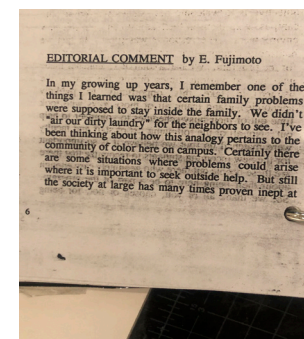 EDITORIAL COMMENT by E. Fujimoto
In my growing up years, I remember one of the
things I learned was that certain family problems
were supposed to stay inside the family. We didn't
"air our dirty laundry" for the neighbors to see. I've
been thinking about how this analogy pertains to the
community of color here on campus. Certainly there
are some situations where problems could arise
where it is important to seek outside help. But still
the society at large has many times proven inept at
6